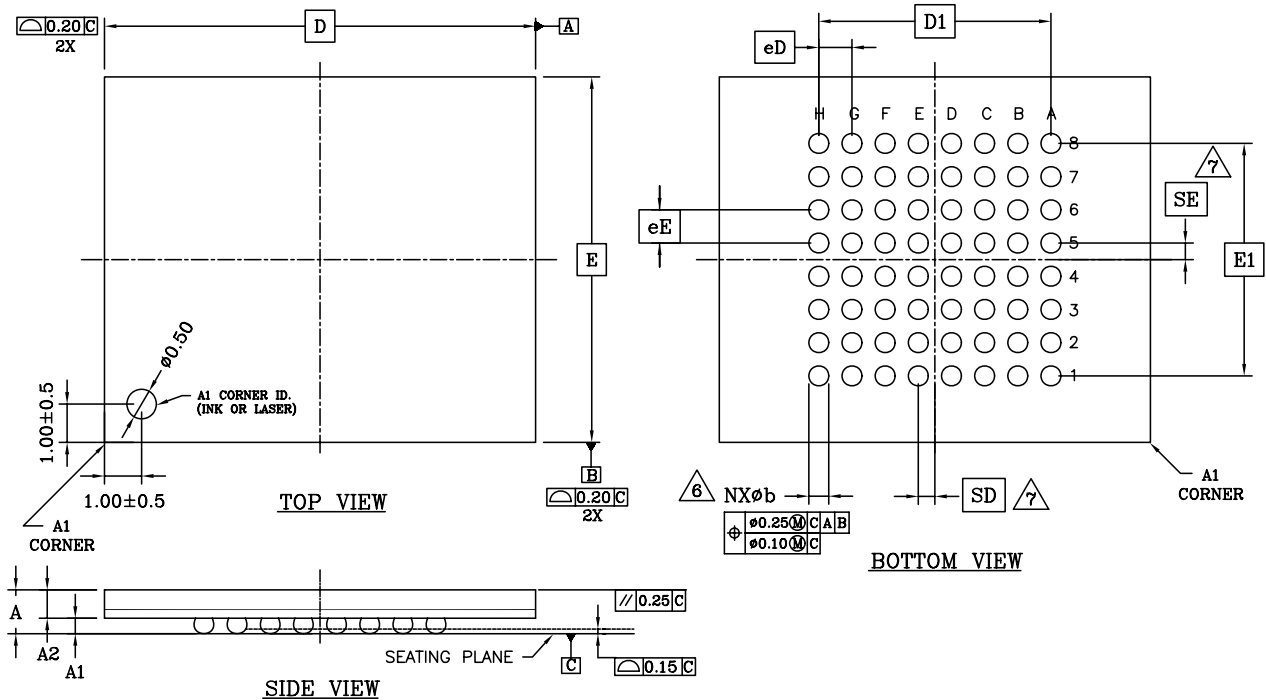 ⌓ 0.20 C
2X
D
A
D1
eD
H G F E D C B A
8
7
6
5
4
3
2
1
7
SE
eE
E
E1
ø0.50
1.00±0.5
A1 CORNER ID.
(INK OR LASER)
1.00±0.5
TOP VIEW
B
⌓ 0.20 C
2X
A1
CORNER
6
NXøb
⌖ ø0.25Ⓜ C A B
ø0.10Ⓜ C
SD
7
A1
CORNER
BOTTOM VIEW
A
A2
A1
// 0.25 C
SEATING PLANE
C
⌓ 0.15 C
SIDE VIEW